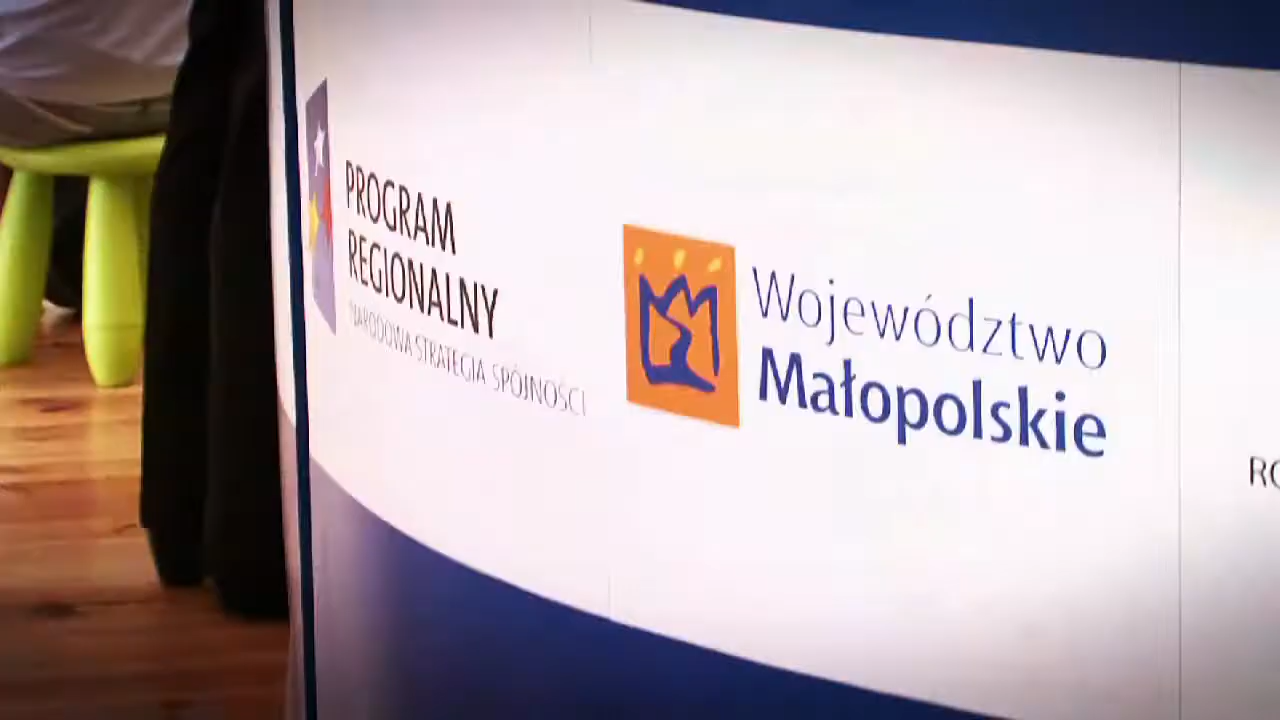 PROGRAM
REGIONALNY
NARODOWA STRATEGIA SPÓJNOŚCI
Województwo
Małopolskie